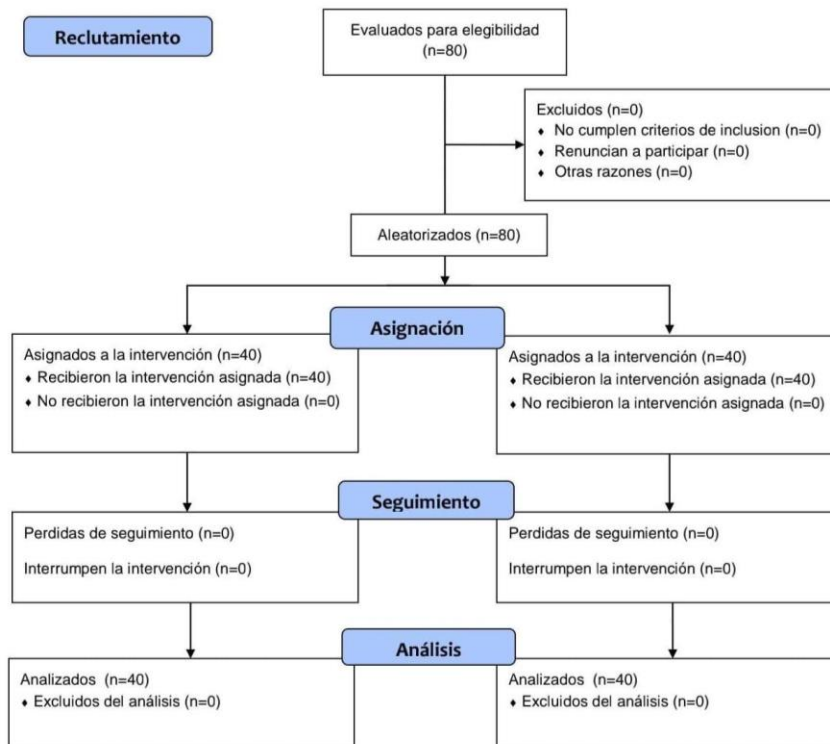 Reclutamiento
Evaluados para elegibilidad
(n=80)
Excluidos (n=0)
♦ No cumplen criterios de inclusion (n=0)
♦ Renuncian a participar (n=0)
♦ Otras razones (n=0)
Aleatorizados (n=80)
Asignación
Asignados a la intervención (n=40)
♦ Recibieron la intervención asignada (n=40)
♦ No recibieron la intervención asignada (n=0)
Asignados a la intervención (n=40)
♦ Recibieron la intervención asignada (n=40)
♦ No recibieron la intervención asignada (n=0)
Seguimiento
Perdidas de seguimiento (n=0)
Interrumpen la intervención (n=0)
Perdidas de seguimiento (n=0)
Interrumpen la intervención (n=0)
Análisis
Analizados (n=40)
♦ Excluidos del análisis (n=0)
Analizados (n=40)
♦ Excluidos del análisis (n=0)